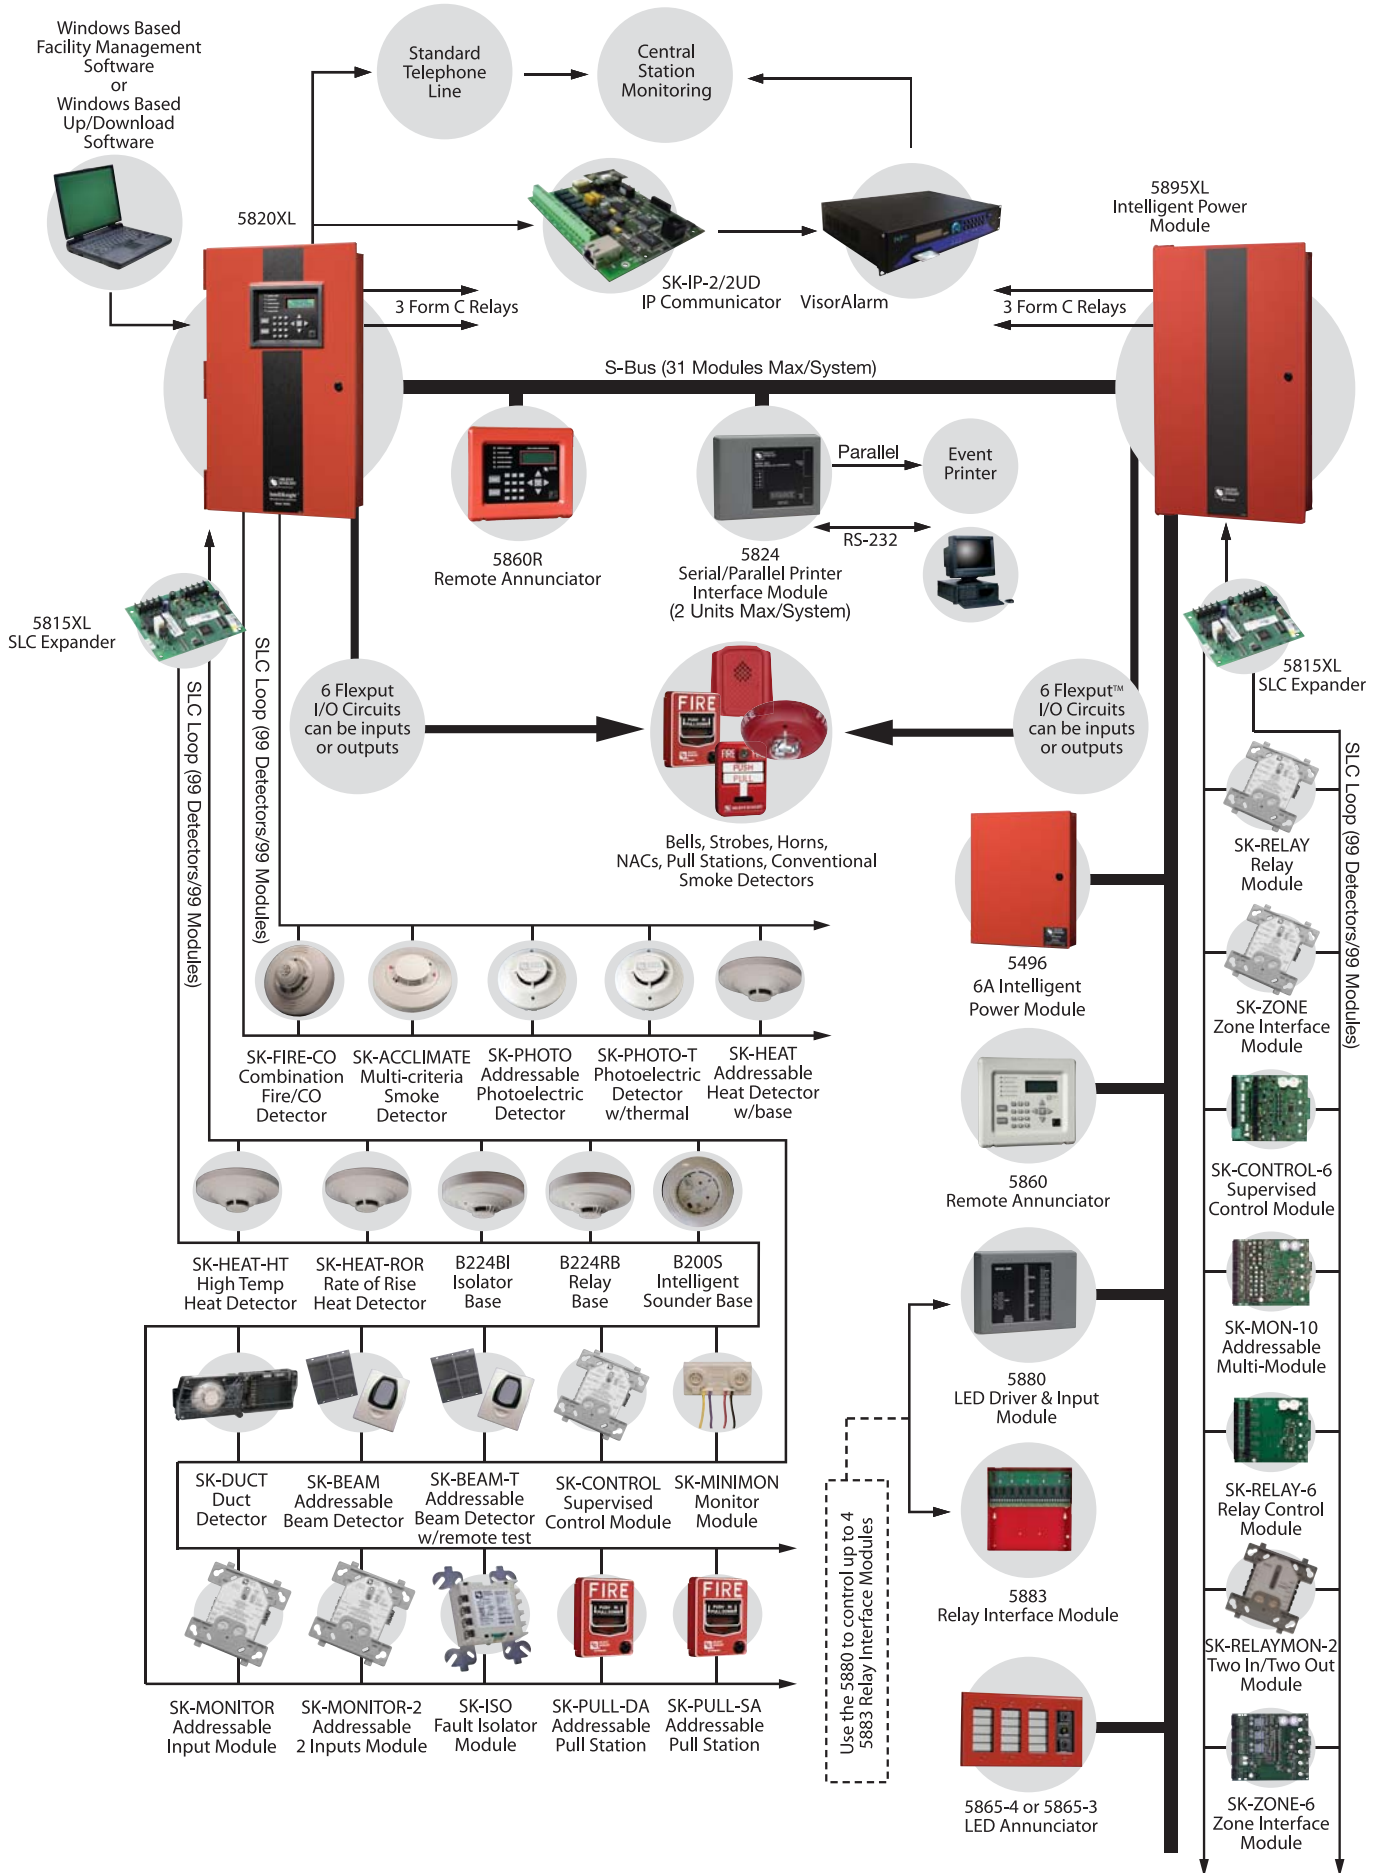 Windows Based
Facility Management
Software
or
Windows Based
Up/Download
Software
Standard
Telephone
Line
Central
Station
Monitoring
5820XL
SK-IP-2/2UD
IP Communicator
VisorAlarm
5895XL
Intelligent Power
Module
3 Form C Relays
3 Form C Relays
S-Bus (31 Modules Max/System)
5860R
Remote Annunciator
Parallel
Event
Printer
RS-232
5824
Serial/Parallel Printer
Interface Module
(2 Units Max/System)
5815XL
SLC Expander
5815XL
SLC Expander
SLC Loop (99 Detectors/99 Modules)
SLC Loop (99 Detectors/99 Modules)
SLC Loop (99 Detectors/99 Modules)
6 Flexput
I/O Circuits
can be inputs
or outputs
FIRE
FIRE
PUSH
PULL
6 Flexput™
I/O Circuits
can be inputs
or outputs
Bells, Strobes, Horns,
NACs, Pull Stations, Conventional
Smoke Detectors
SK-RELAY
Relay
Module
5496
6A Intelligent
Power Module
SK-ZONE
Zone Interface
Module
SK-FIRE-CO
Combination
Fire/CO
Detector
SK-ACCLIMATE
Multi-criteria
Smoke
Detector
SK-PHOTO
Addressable
Photoelectric
Detector
SK-PHOTO-T
Photoelectric
Detector
w/thermal
SK-HEAT
Addressable
Heat Detector
w/base
5860
Remote Annunciator
SK-CONTROL-6
Supervised
Control Module
SK-HEAT-HT
High Temp
Heat Detector
SK-HEAT-ROR
Rate of Rise
Heat Detector
B224BI
Isolator
Base
B224RB
Relay
Base
B200S
Intelligent
Sounder Base
SK-MON-10
Addressable
Multi-Module
5880
LED Driver & Input
Module
SK-DUCT
Duct
Detector
SK-BEAM
Addressable
Beam Detector
SK-BEAM-T
Addressable
Beam Detector
w/remote test
SK-CONTROL
Supervised
Control Module
SK-MINIMON
Monitor
Module
SK-RELAY-6
Relay Control
Module
Use the 5880 to control up to 4
5883 Relay Interface Modules
5883
Relay Interface Module
FIRE
FIRE
SK-RELAYMON-2
Two In/Two Out
Module
SK-MONITOR
Addressable
Input Module
SK-MONITOR-2
Addressable
2 Inputs Module
SK-ISO
Fault Isolator
Module
SK-PULL-DA
Addressable
Pull Station
SK-PULL-SA
Addressable
Pull Station
5865-4 or 5865-3
LED Annunciator
SK-ZONE-6
Zone Interface
Module